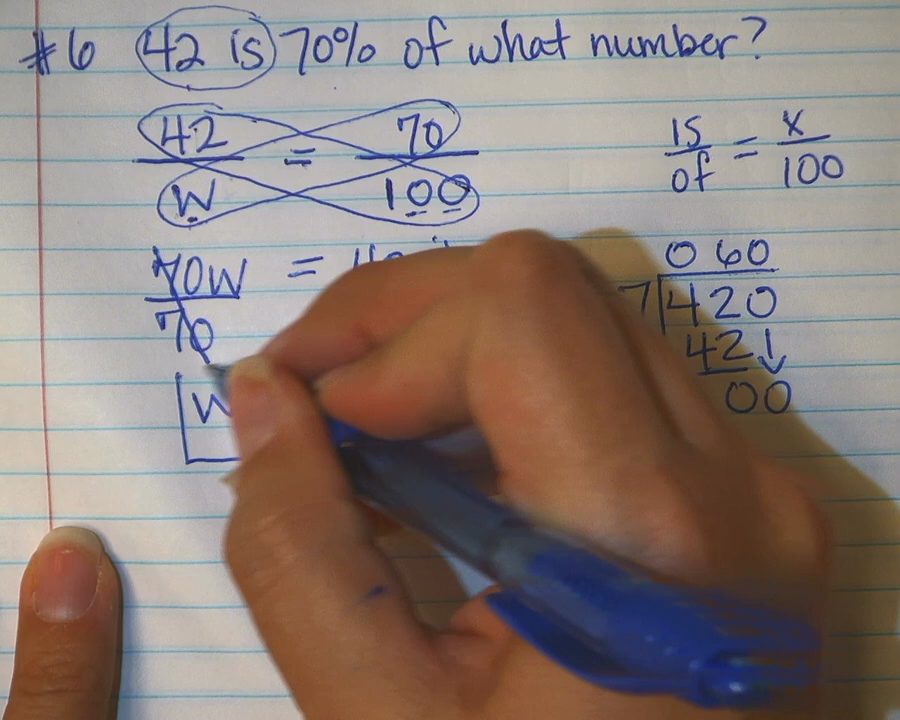 #6 42 is 70% of what number?
42 = 70
W 100
is = x
of 100
70W =
70
W
060
7 420
42↓
00